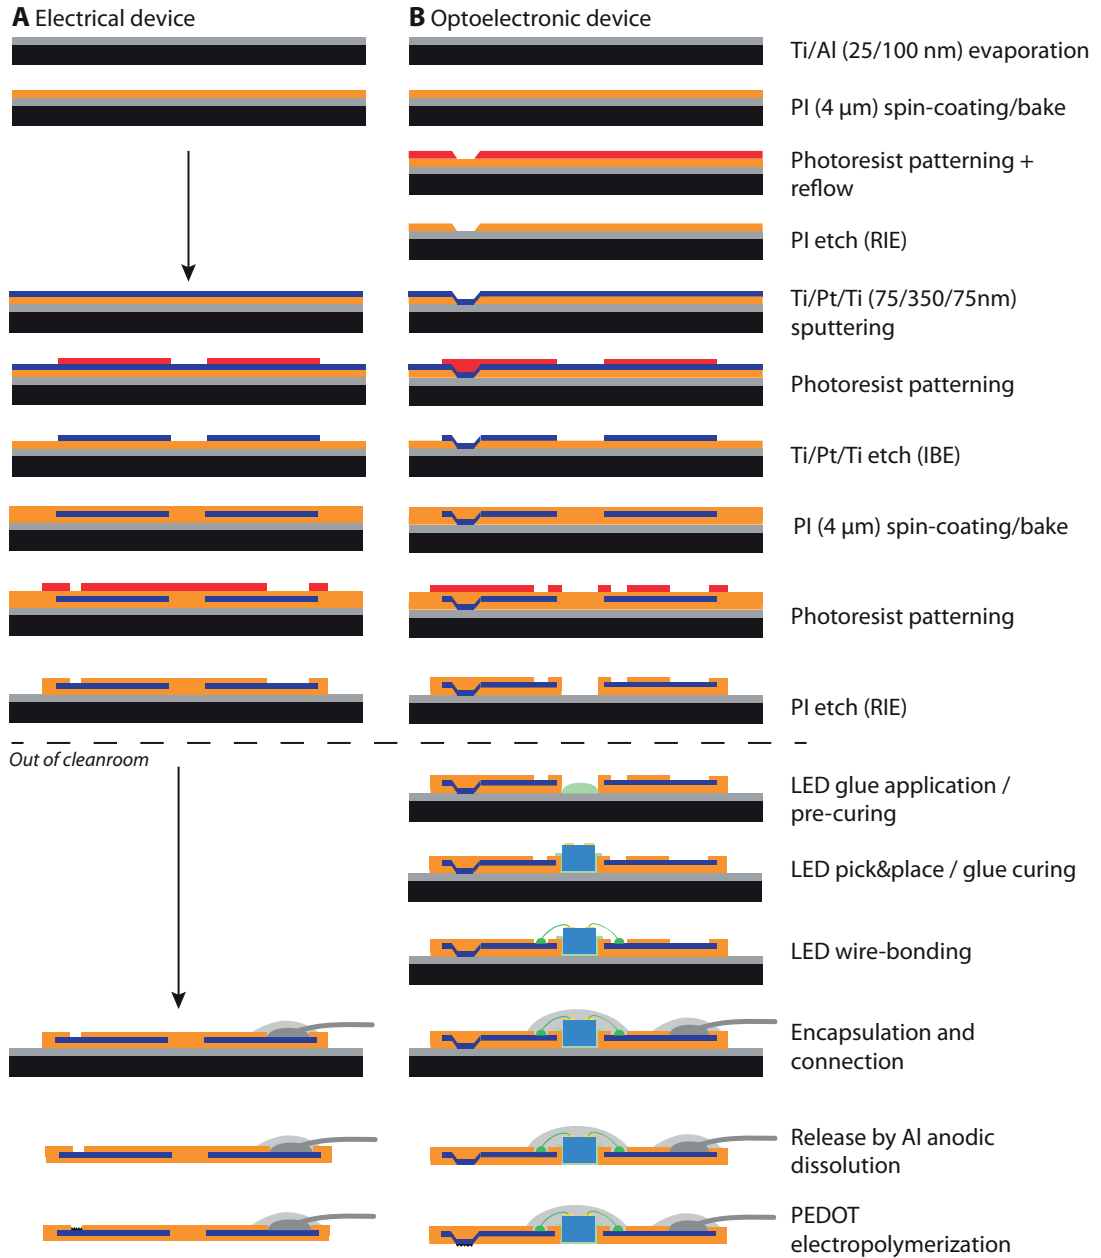 A Electrical device
B Optoelectronic device
Ti/Al (25/100 nm) evaporation
PI (4 µm) spin-coating/bake
Photoresist patterning +
reflow
PI etch (RIE)
Ti/Pt/Ti (75/350/75nm)
sputtering
Photoresist patterning
Ti/Pt/Ti etch (IBE)
PI (4 µm) spin-coating/bake
Photoresist patterning
PI etch (RIE)
Out of cleanroom
LED glue application /
pre-curing
LED pick&place / glue curing
LED wire-bonding
Encapsulation and
connection
Release by Al anodic
dissolution
PEDOT
electropolymerization